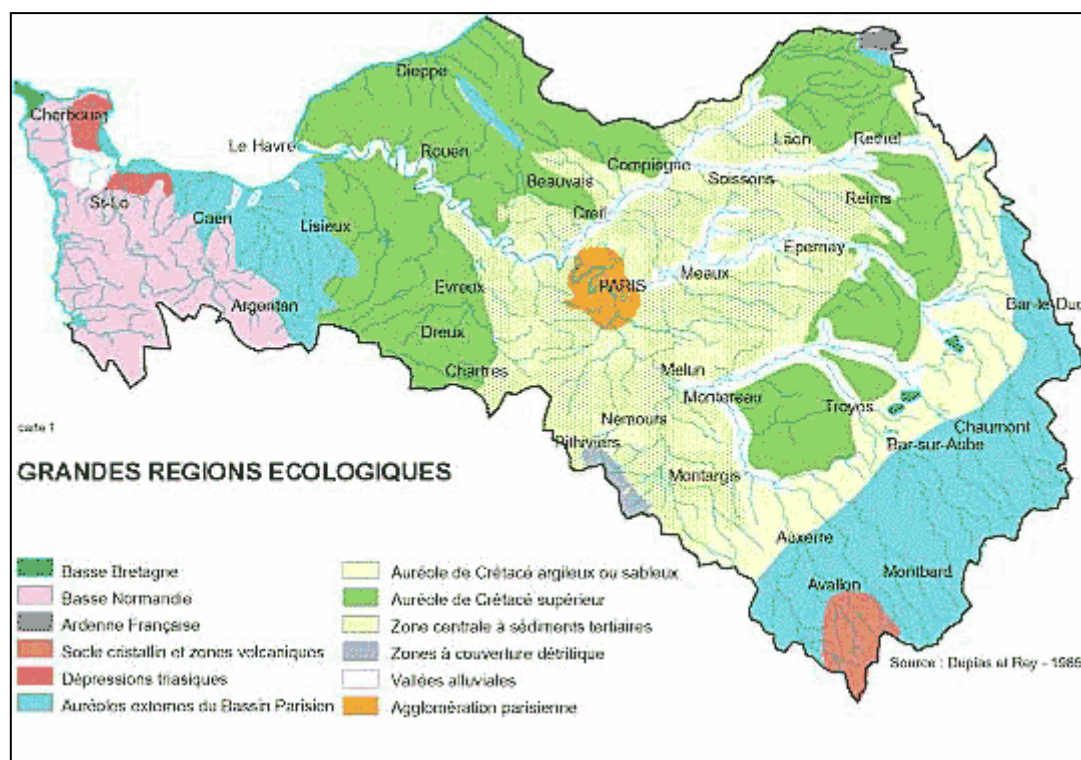 Dieppe
Cherbourg
Le Havre
Rouen
Laon
Rethel
Compiegne
Beauvais
Soissons
St-Lo
Caen
Creil
Reims
Lisieux
Epernay
Meaux
PARIS
Evreux
Bar-le-Duc
Argentan
Dreux
Chartres
Melun
Montereau
Nemours
Troyes
Chaumont
Bar-sur-Aube
Pithiviers
carte 1
GRANDES REGIONS ECOLOGIQUES
Montargis
Auxerre
Montbard
Avallon
Basse Bretagne
Basse Normandie
Ardenne Française
Socle cristallin et zones volcaniques
Dépressions triasiques
Auréoles externes du Bassin Parisien
Auréole de Crétacé argileux ou sableux
Auréole de Crétacé supérieur
Zone centrale à sédiments tertiaires
Zones à couverture détritique
Vallées alluviales
Agglomération parisienne
Source : Dupias et Rey - 1985